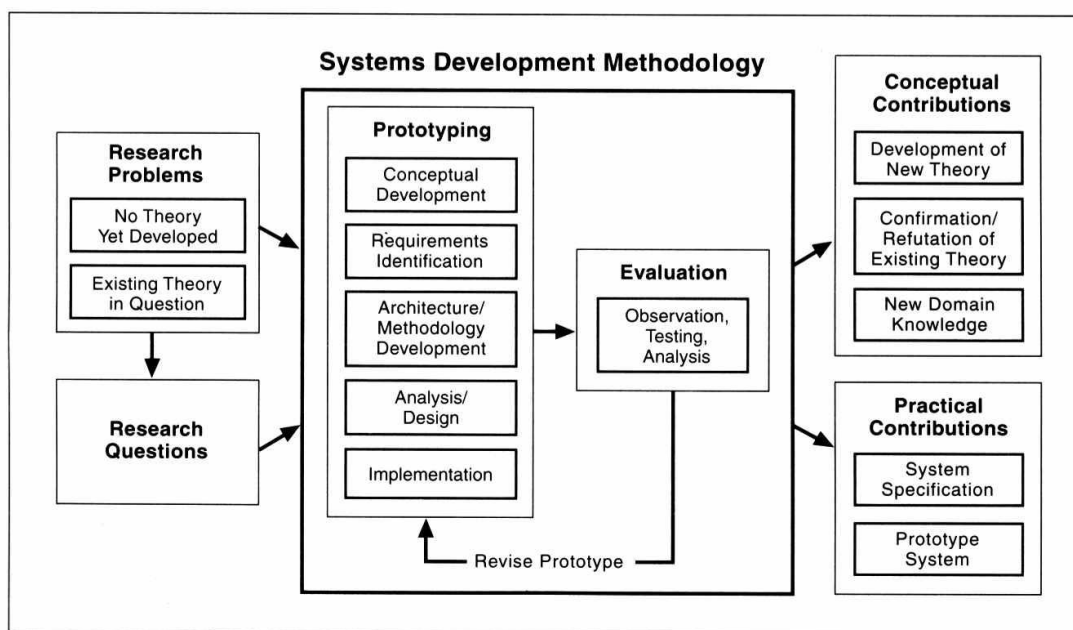 Systems Development Methodology
Research
Problems
No Theory
Yet Developed
Existing Theory
in Question
Research
Questions
Prototyping
Conceptual
Development
Requirements
Identification
Architecture/
Methodology
Development
Analysis/
Design
Implementation
Evaluation
Observation,
Testing,
Analysis
Revise Prototype
Conceptual
Contributions
Development of
New Theory
Confirmation/
Refutation of
Existing Theory
New Domain
Knowledge
Practical
Contributions
System
Specification
Prototype
System